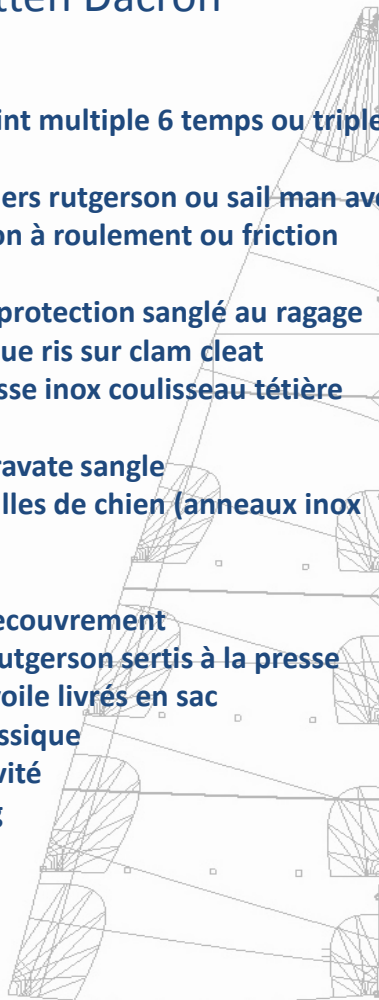 tten Dacron
int multiple 6 temps ou triple
ers rutgerson ou sail man ave
on à roulement ou friction
protection sanglé au ragage
ue ris sur clam cleat
sse inox coulisseau tétière
ravate sangle
lles de chien (anneaux inox
ecouvrement
utgerson sertis à la presse
voile livrés en sac
ssique
vité
g